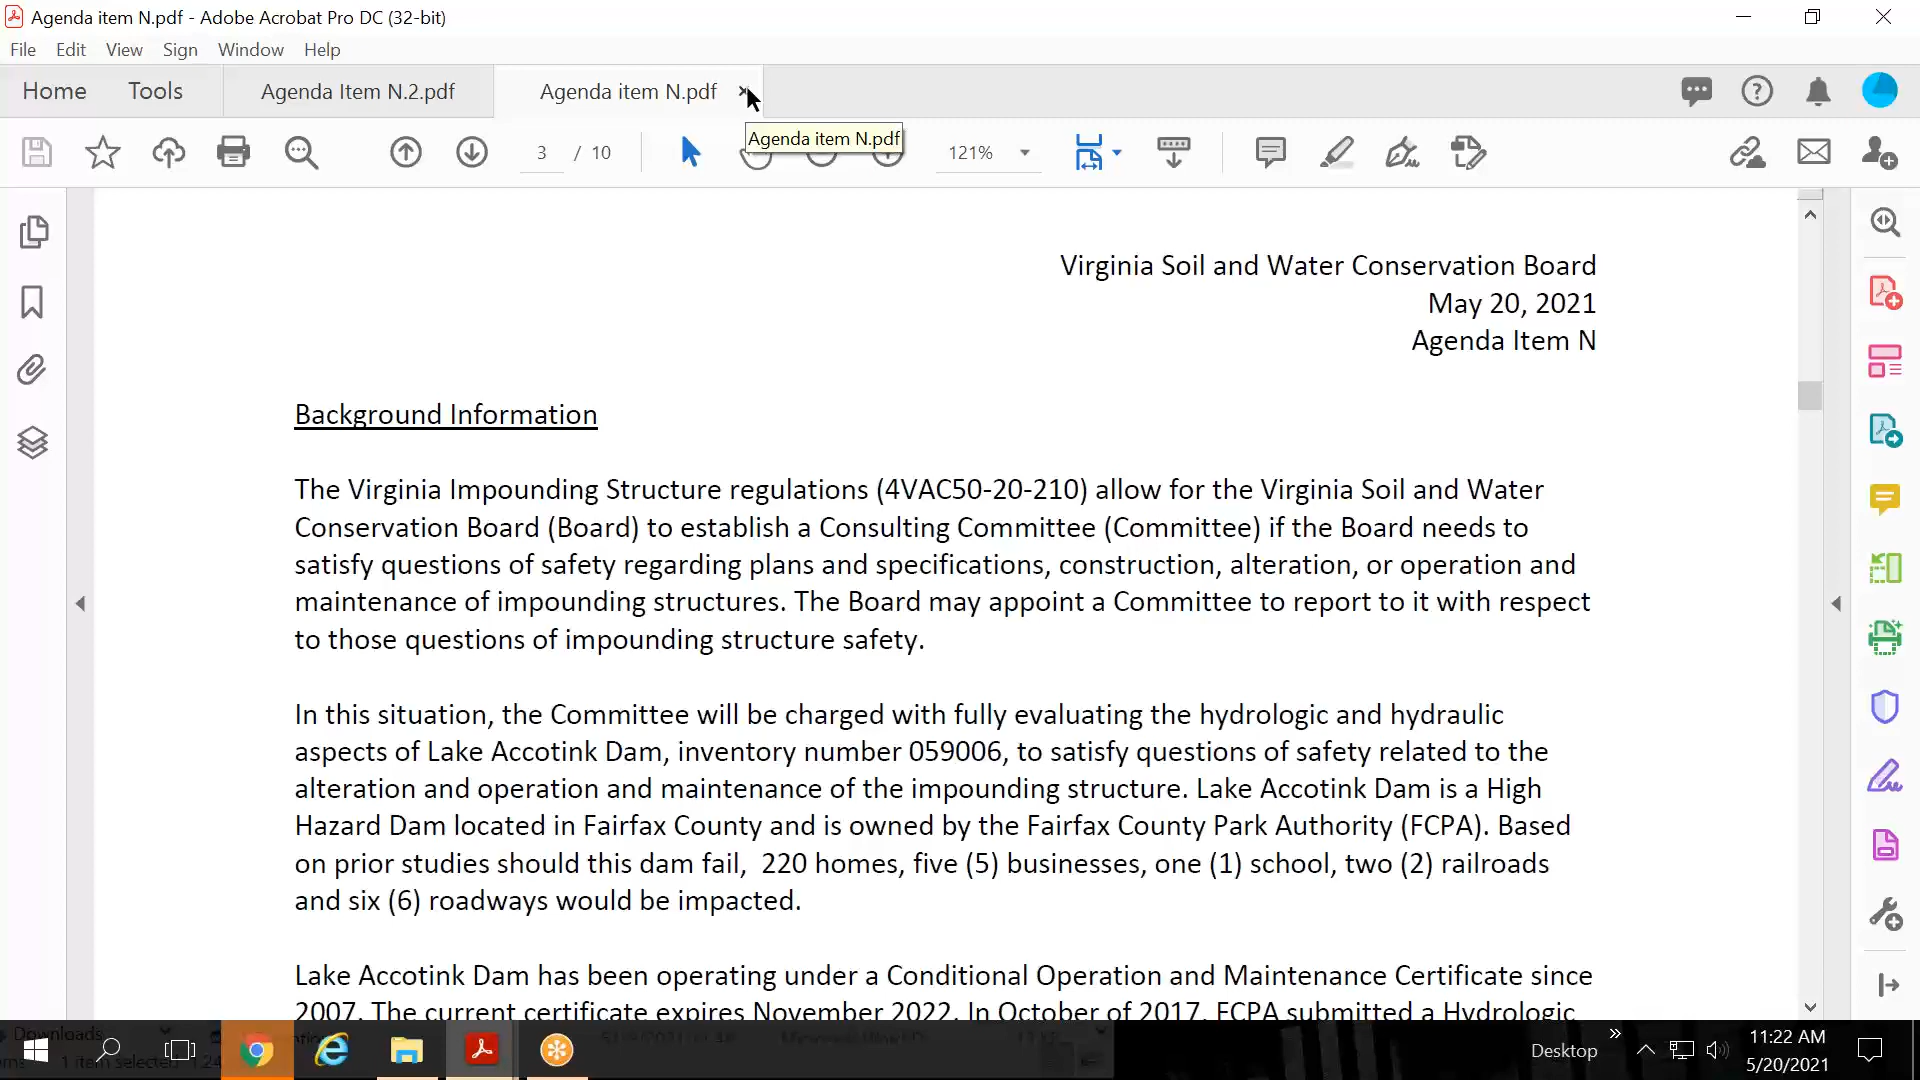 Agenda item N.pdf - Adobe Acrobat Pro DC (32-bit)
File Edit View Sign Window Help
Home Tools Agenda Item N.2.pdf Agenda item N.pdf
Agenda item N.pdf
3 / 10 121%
Virginia Soil and Water Conservation Board
May 20, 2021
Agenda Item N
Background Information
The Virginia Impounding Structure regulations (4VAC50-20-210) allow for the Virginia Soil and Water
Conservation Board (Board) to establish a Consulting Committee (Committee) if the Board needs to
satisfy questions of safety regarding plans and specifications, construction, alteration, or operation and
maintenance of impounding structures. The Board may appoint a Committee to report to it with respect
to those questions of impounding structure safety.
In this situation, the Committee will be charged with fully evaluating the hydrologic and hydraulic
aspects of Lake Accotink Dam, inventory number 059006, to satisfy questions of safety related to the
alteration and operation and maintenance of the impounding structure. Lake Accotink Dam is a High
Hazard Dam located in Fairfax County and is owned by the Fairfax County Park Authority (FCPA). Based
on prior studies should this dam fail, 220 homes, five (5) businesses, one (1) school, two (2) railroads
and six (6) roadways would be impacted.
Lake Accotink Dam has been operating under a Conditional Operation and Maintenance Certificate since
2007. The current certificate expires November 2022. In October of 2017, FCPA submitted a Hydrologic
Downloads
1 item selected 1.24
Desktop
11:22 AM
5/20/2021